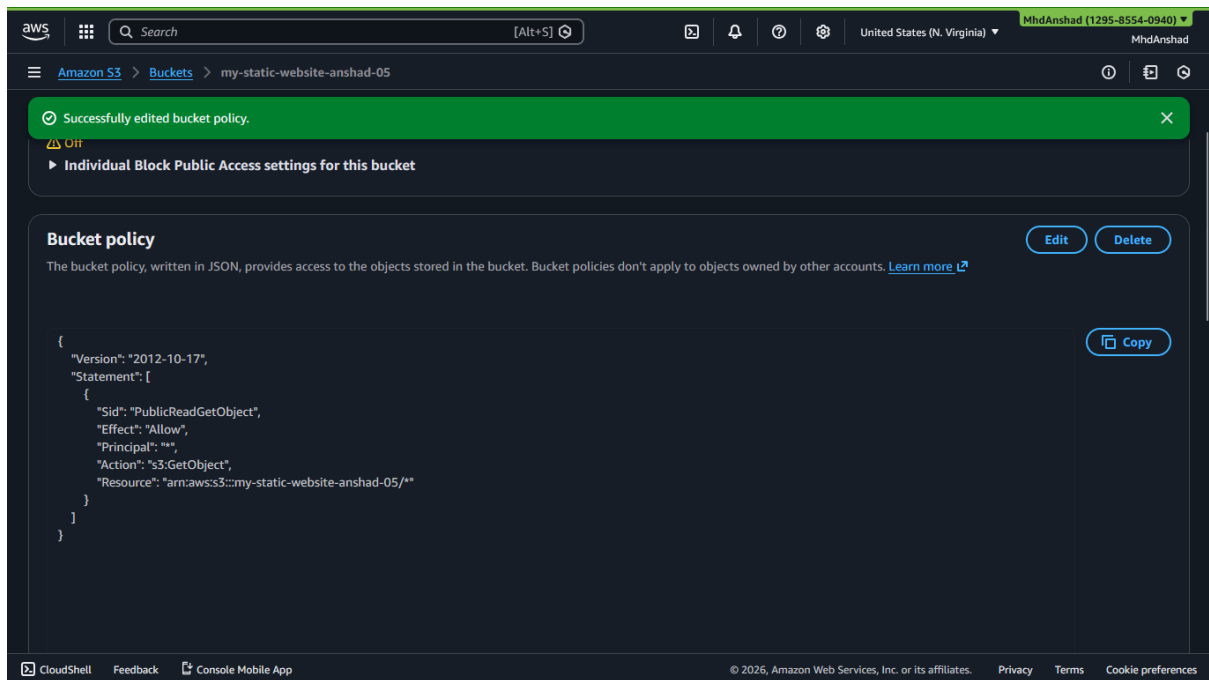 aws
Search [Alt+S] United States (N. Virginia) ▼ MhdAnshad (1295-8554-0940) ▼
MhdAnshad
Amazon S3 > Buckets > my-static-website-anshad-05
Successfully edited bucket policy.
Off
Individual Block Public Access settings for this bucket
Bucket policy
Edit
Delete
The bucket policy, written in JSON, provides access to the objects stored in the bucket. Bucket policies don't apply to objects owned by other accounts. Learn more
Copy
{
"Version": "2012-10-17",
"Statement": [
{
"Sid": "PublicReadGetObject",
"Effect": "Allow",
"Principal": "*",
"Action": "s3:GetObject",
"Resource": "arn:aws:s3:::my-static-website-anshad-05/*"
}
]
}
CloudShell Feedback Console Mobile App © 2026, Amazon Web Services, Inc. or its affiliates. Privacy Terms Cookie preferences